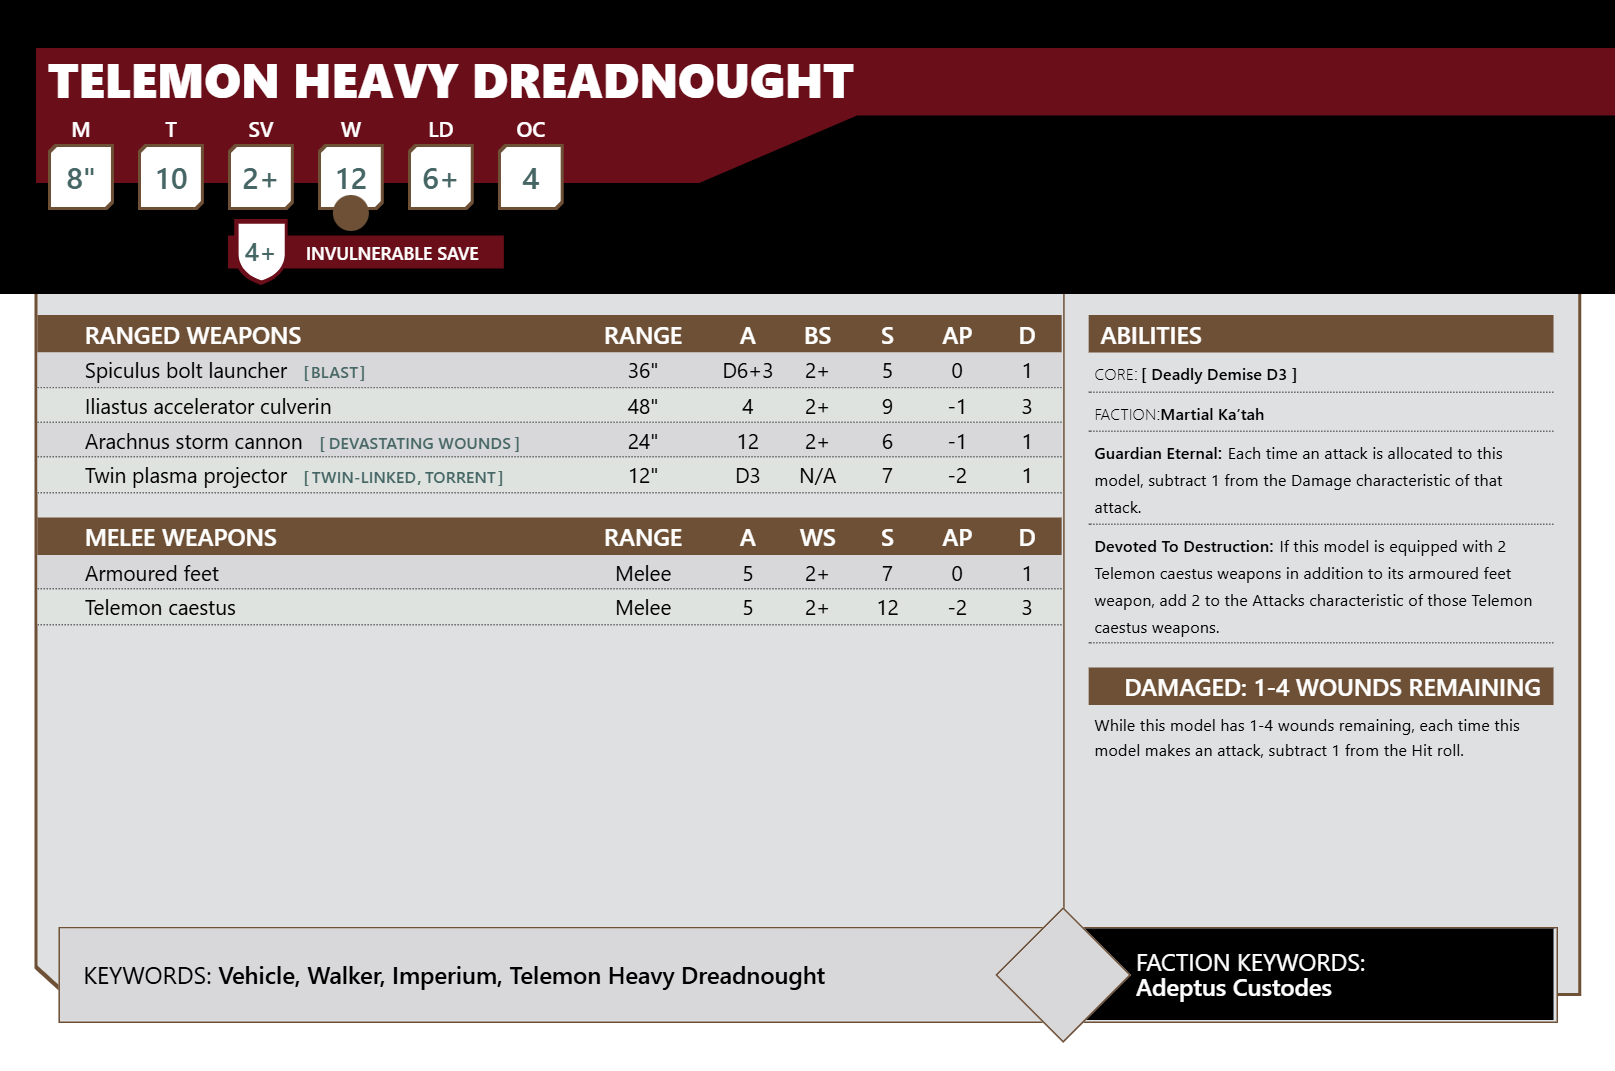 TELEMON HEAVY DREADNOUGHT
M T SV W LD OC
8" 10 2+ 12 6+ 4
4+ INVULNERABLE SAVE
RANGED WEAPONS RANGE A BS S AP D
Spiculus bolt launcher [BLAST] 36" D6+3 2+ 5 0 1
Iliastus accelerator culverin 48" 4 2+ 9 -1 3
Arachnus storm cannon [DEVASTATING WOUNDS] 24" 12 2+ 6 -1 1
Twin plasma projector [TWIN-LINKED, TORRENT] 12" D3 N/A 7 -2 1
MELEE WEAPONS RANGE A WS S AP D
Armoured feet Melee 5 2+ 7 0 1
Telemon caestus Melee 5 2+ 12 -2 3
ABILITIES
CORE: [ Deadly Demise D3 ]
FACTION:Martial Ka’tah
Guardian Eternal: Each time an attack is allocated to this
model, subtract 1 from the Damage characteristic of that
attack.
Devoted To Destruction: If this model is equipped with 2
Telemon caestus weapons in addition to its armoured feet
weapon, add 2 to the Attacks characteristic of those Telemon
caestus weapons.
DAMAGED: 1-4 WOUNDS REMAINING
While this model has 1-4 wounds remaining, each time this
model makes an attack, subtract 1 from the Hit roll.
KEYWORDS: Vehicle, Walker, Imperium, Telemon Heavy Dreadnought
FACTION KEYWORDS:
Adeptus Custodes